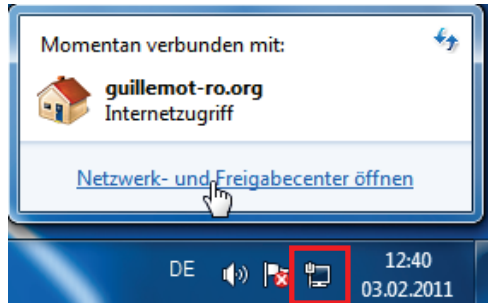 Momentan verbunden mit:
guillemot-ro.org
Internetzugriff
Netzwerk- und Freigabecenter öffnen
DE
12:40
03.02.2011